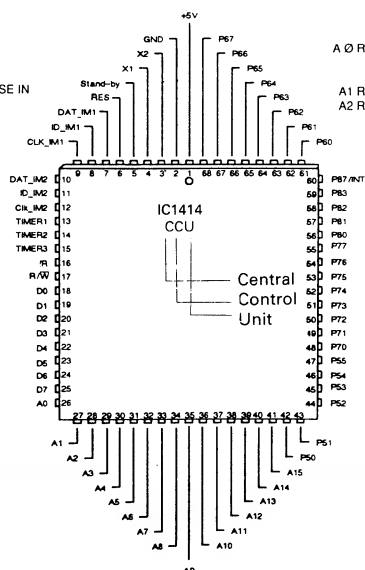 +5V
GND
P67
X2
P66
A Ø R
X1
P65
Stand-by
P64
SE IN
RES
P63
A1 R
DAT_IM1
P62
A2 R
ID_IM1
P61
CLK_IM1
P60
9 8 7 6 5 4 3 2 1 68 67 66 65 64 63 62 61
DAT_IM2 10
60 P87/INT
ID_IM2 11
59 P83
Clk_IM2 12
58 P82
TIMER1 13
57 P81
TIMER2 14
56 P80
TIMER3 15
55 P77
16
54 P76
R/W̅ 17
53 P75
D0 18
52 P74
D1 19
51 P73
D2 20
50 P72
D3 21
49 P71
D4 22
48 P70
D5 23
47 P55
D6 24
46 P54
D7 25
45 P53
A0 26
44 P52
IC1414
CCU
Central
Control
Unit
27 28 29 30 31 32 33 34 35 36 37 38 39 40 41 42 43
A1
P51
A2
P50
A3
A15
A4
A14
A5
A13
A6
A12
A7
A11
A8
A10
A9